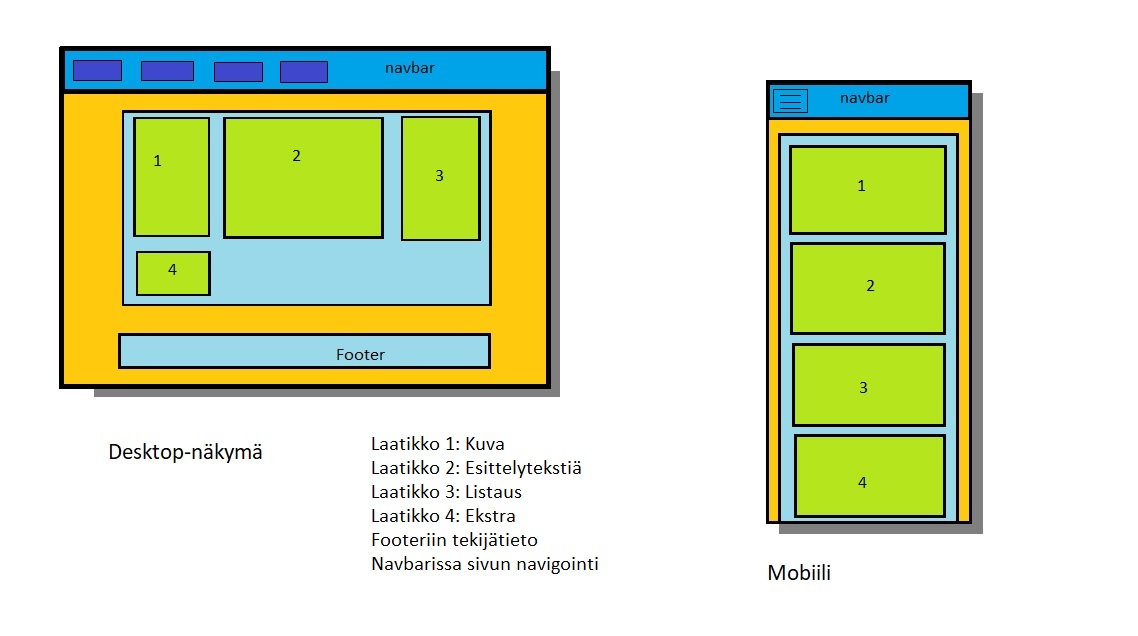 navbar
1
2
3
4
Footer
Desktop-näkymä
Laatikko 1: Kuva
Laatikko 2: Esittelytekstiä
Laatikko 3: Listaus
Laatikko 4: Ekstra
Footeriin tekijätieto
Navbarissa sivun navigointi
navbar
1
2
3
4
Mobiili